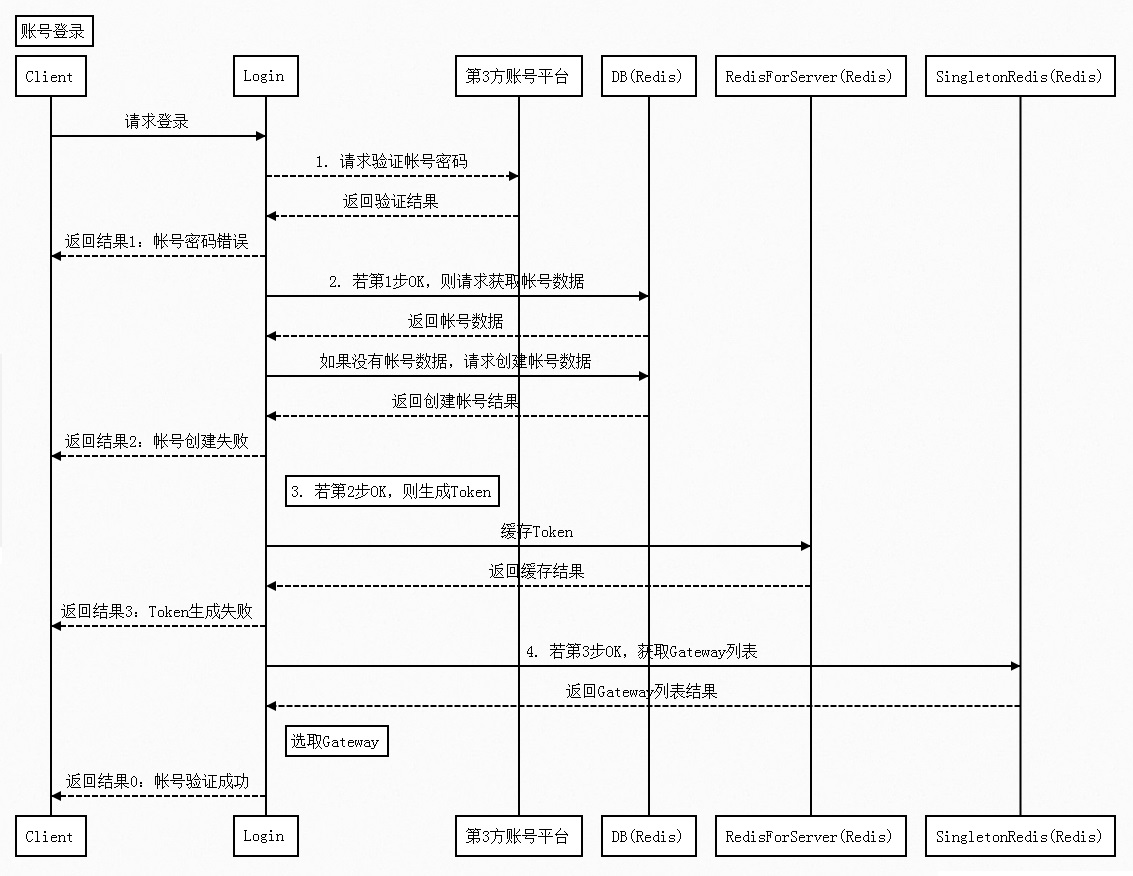 账号登录
Client
Login
第3方账号平台
DB(Redis)
RedisForServer(Redis)
SingletonRedis(Redis)
请求登录
1. 请求验证帐号密码
返回验证结果
返回结果1: 帐号密码错误
2. 若第1步OK，则请求获取帐号数据
返回帐号数据
如果没有帐号数据，请求创建帐号数据
返回创建帐号结果
返回结果2: 帐号创建失败
3. 若第2步OK，则生成Token
缓存Token
返回缓存结果
返回结果3: Token生成失败
4. 若第3步OK，获取Gateway列表
返回Gateway列表结果
选取Gateway
返回结果0: 帐号验证成功
Client
Login
第3方账号平台
DB(Redis)
RedisForServer(Redis)
SingletonRedis(Redis)